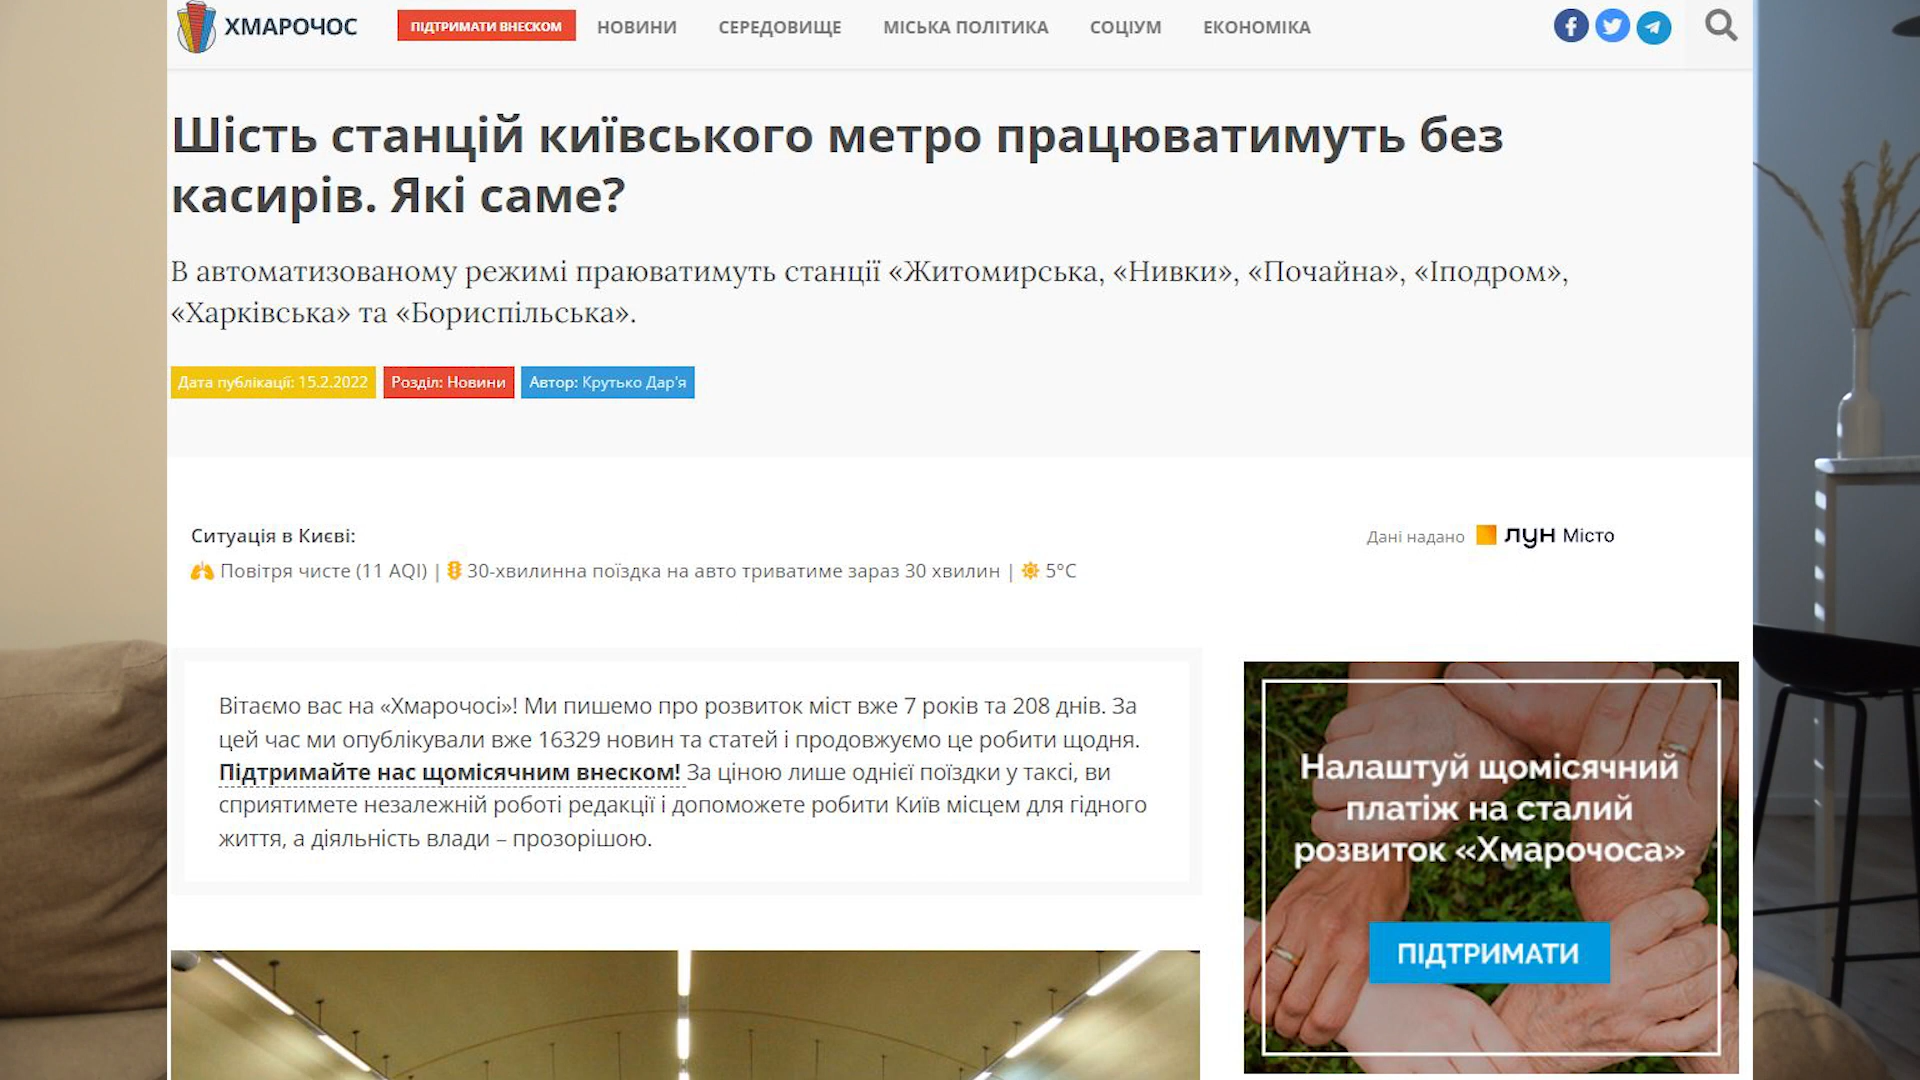 ХМАРОЧОС
ПІДТРИМАТИ ВНЕСКОМ
НОВИНИ
СЕРЕДОВИЩЕ
МІСЬКА ПОЛІТИКА
СОЦІУМ
ЕКОНОМІКА
Шість станцій київського метро працюватимуть без
касирів. Які саме?
В автоматизованому режимі праюватимуть станції «Житомирська, «Нивки», «Почайна», «Іподром»,
«Харківська» та «Бориспільська».
Дата публікації: 15.2.2022
Розділ: Новини
Автор: Крутько Дар'я
Ситуація в Києві:
Дані надано ЛУН Місто
Повітря чисте (11 AQI) | 30-хвилинна поїздка на авто триватиме зараз 30 хвилин | 5°C
Вітаємо вас на «Хмарочосі»! Ми пишемо про розвиток міст вже 7 років та 208 днів. За
цей час ми опублікували вже 16329 новин та статей і продовжуємо це робити щодня.
Підтримайте нас щомісячним внеском! За ціною лише однієї поїздки у таксі, ви
сприятимете незалежній роботі редакції і допоможете робити Київ місцем для гідного
життя, а діяльність влади – прозорішою.
Налаштуй щомісячний
платіж на сталий
розвиток «Хмарочоса»
ПІДТРИМАТИ